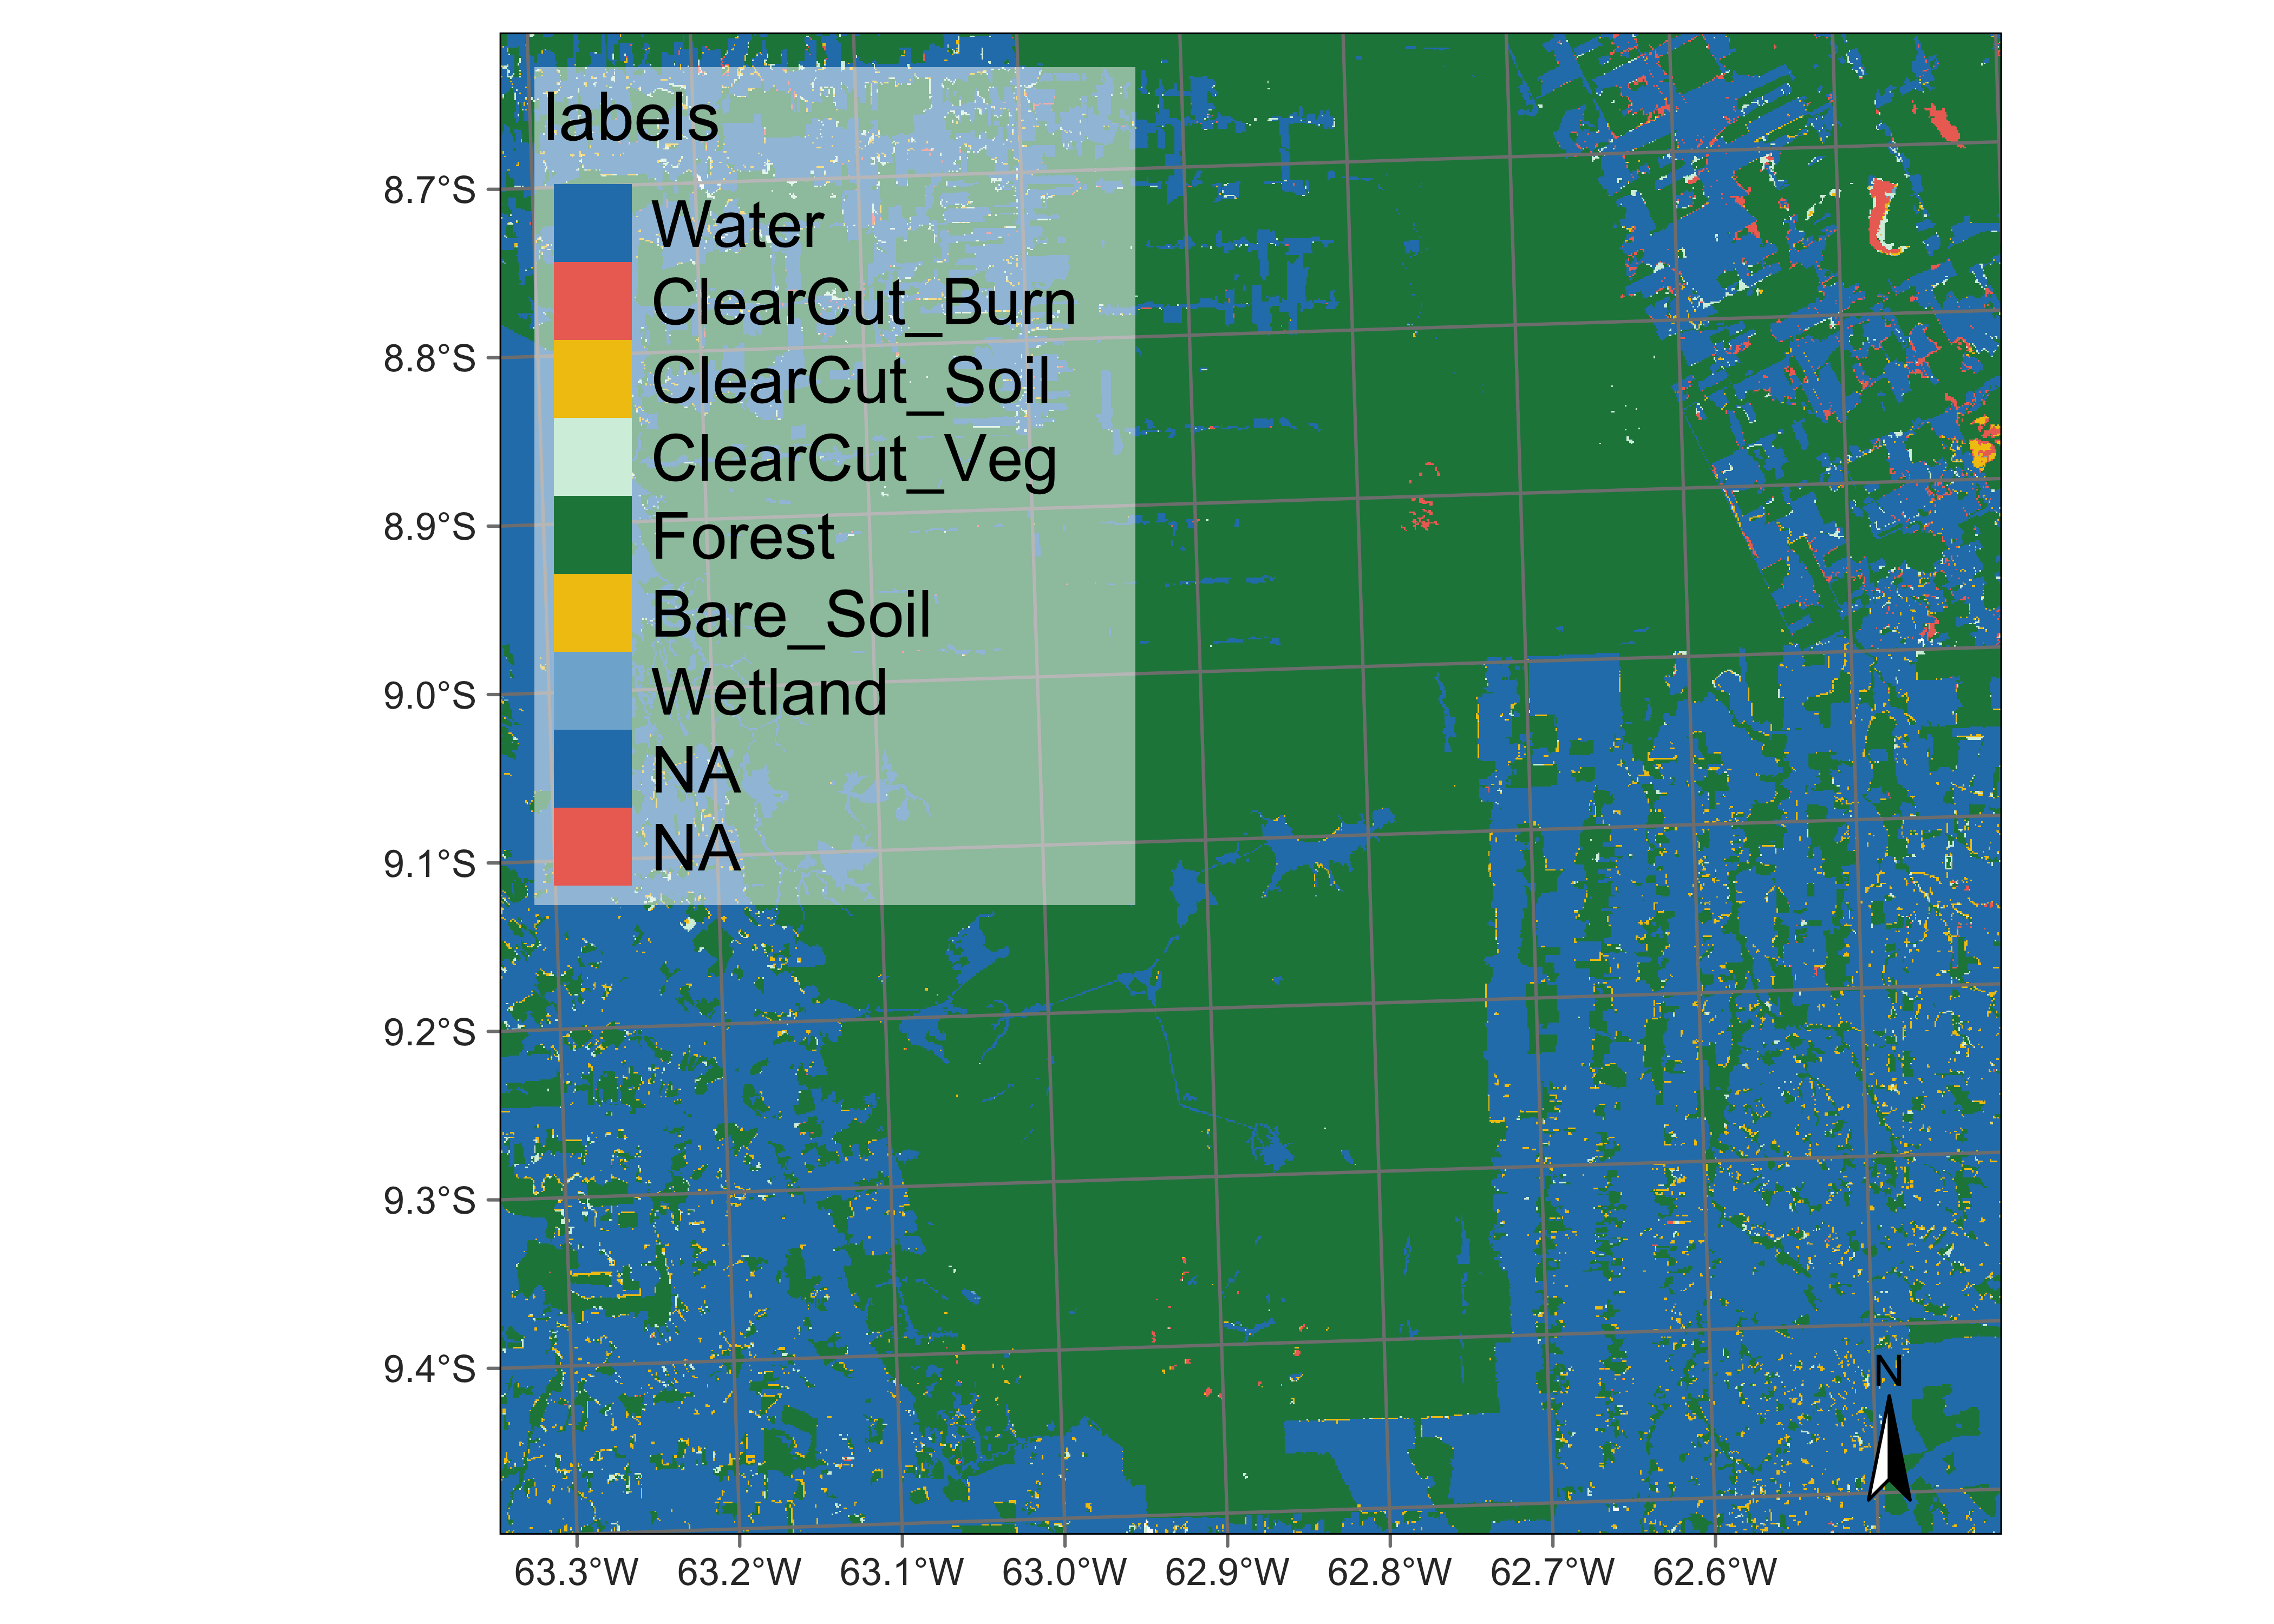 labels
Water
ClearCut_Burn
ClearCut_Soil
ClearCut_Veg
Forest
Bare_Soil
Wetland
NA
NA
8.7°S
8.8°S
8.9°S
9.0°S
9.1°S
9.2°S
9.3°S
9.4°S
N
63.3°W 63.2°W 63.1°W 63.0°W 62.9°W 62.8°W 62.7°W 62.6°W